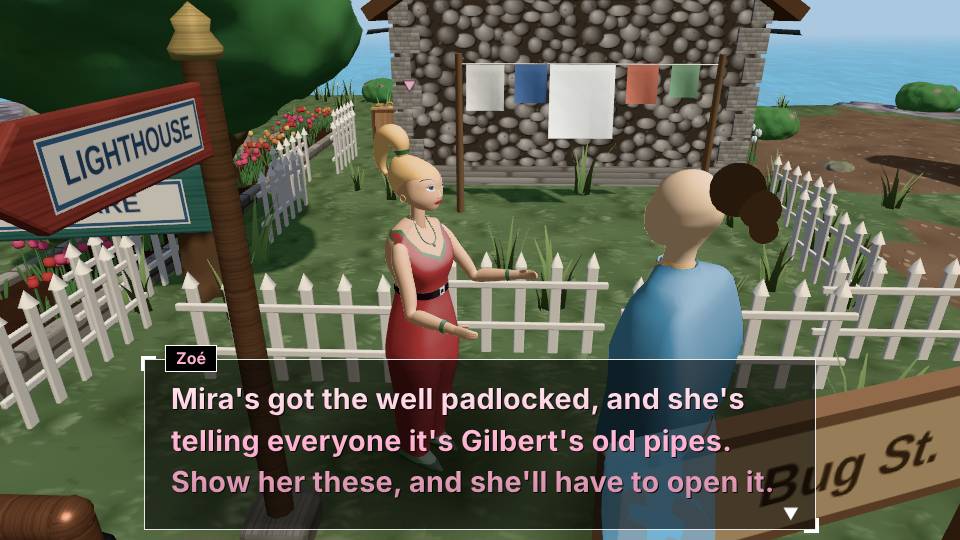 LIGHTHOUSE
Zoé
Mira's got the well padlocked, and she's
telling everyone it's Gilbert's old pipes.
Show her these, and she'll have to open it.
Bug St.